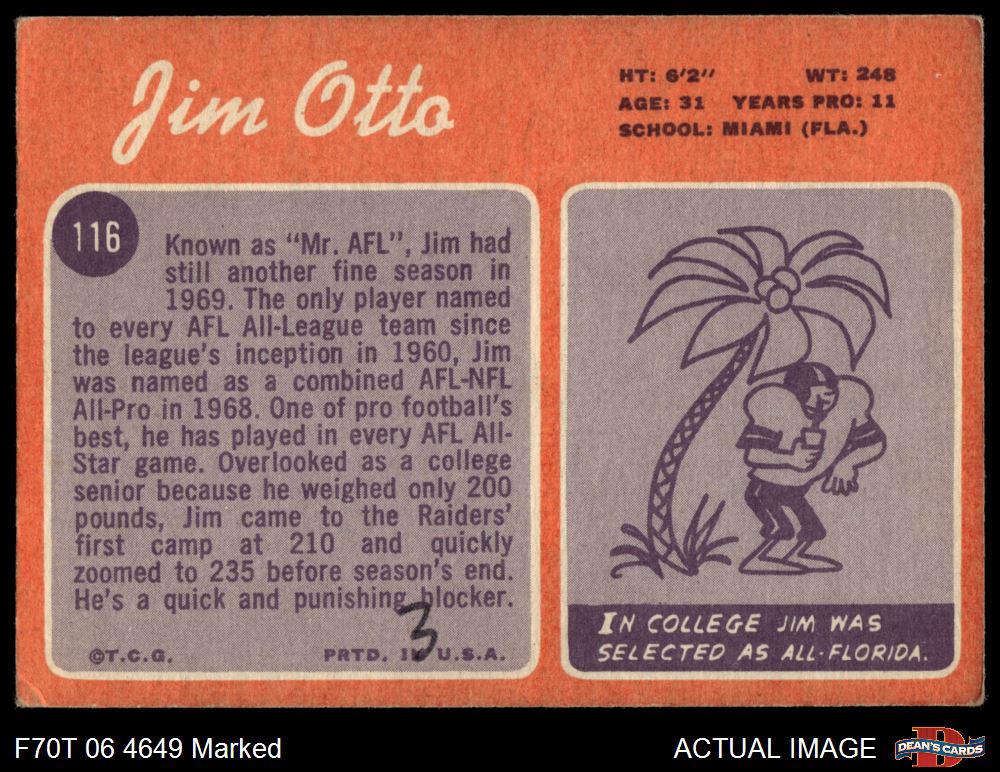 Jim Otto
HT: 6'2" WT: 248
AGE: 31 YEARS PRO: 11
SCHOOL: MIAMI (FLA.)
116
Known as "Mr. AFL", Jim had
still another fine season in
1969. The only player named
to every AFL All-League team since
the league's inception in 1960, Jim
was named as a combined AFL-NFL
All-Pro in 1968. One of pro football's
best, he has played in every AFL All-
Star game. Overlooked as a college
senior because he weighed only 200
pounds, Jim came to the Raiders'
first camp at 210 and quickly
zoomed to 235 before season's end.
He's a quick and punishing blocker.
3
©T.C.G. PRTD. IN U.S.A.
IN COLLEGE JIM WAS
SELECTED AS ALL-FLORIDA.
F70T 06 4649 Marked
ACTUAL IMAGE
D
DEAN'S CARDS